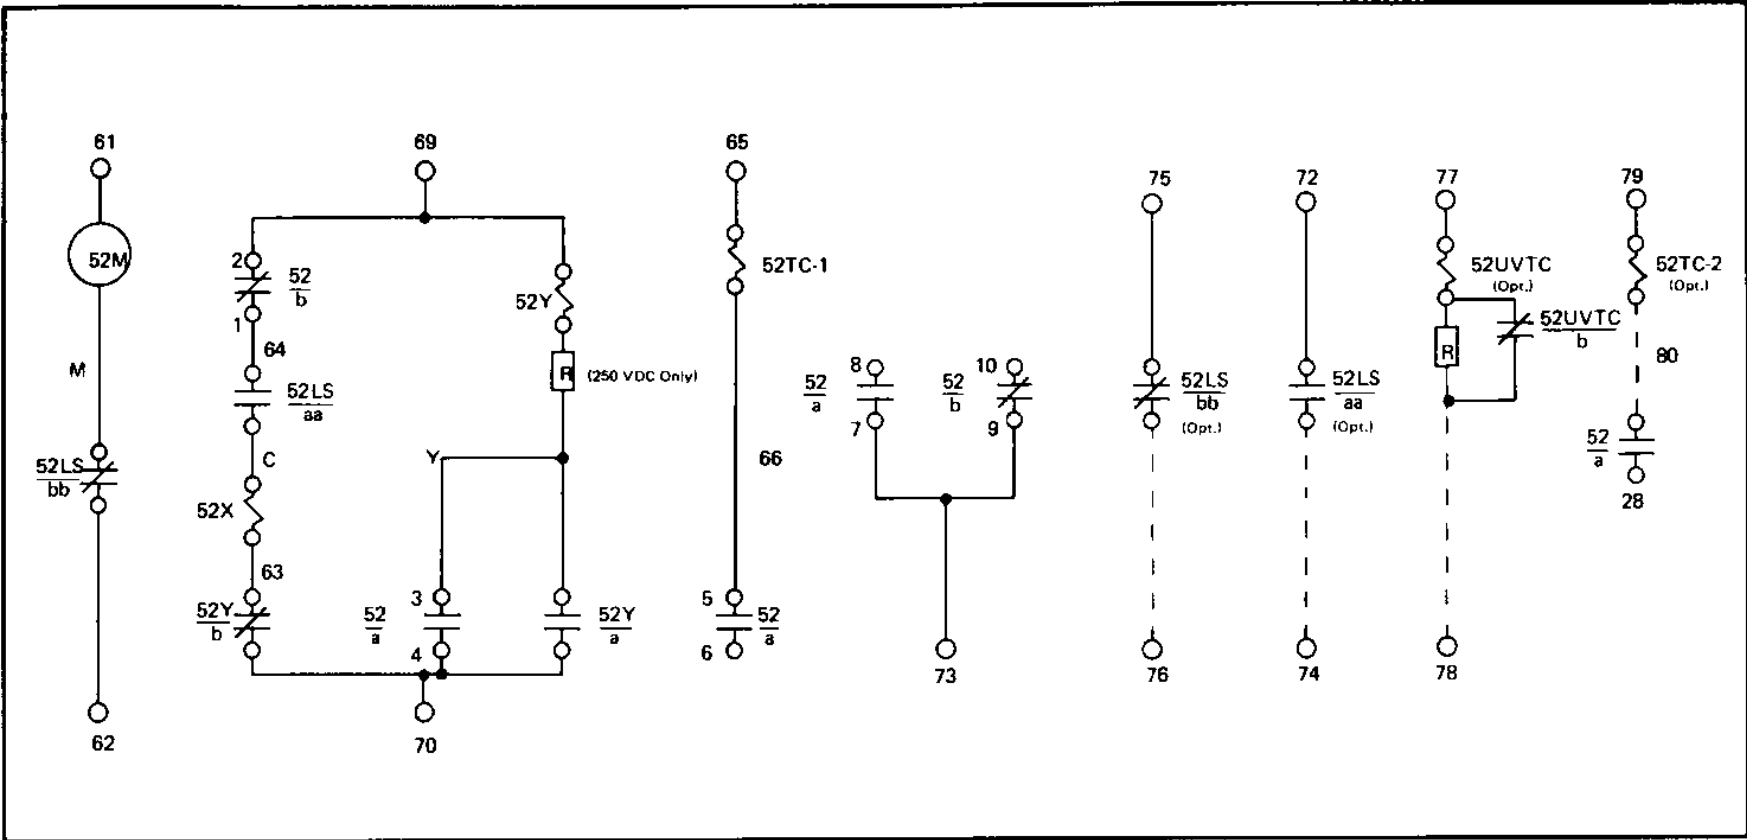 61
69
65
75
72
77
79
52M
2
52
b
1
52Y
52TC-1
52UVTC
(Opt.)
52TC-2
(Opt.)
52UVTC
b
64
M
R
(250 VDC Only)
R
80
52LS
aa
8
52
a
7
10
52
b
9
52LS
bb
(Opt.)
52LS
aa
(Opt.)
52
a
28
C
Y
66
52LS
bb
52X
63
52Y
b
3
52
a
4
52Y
a
5
52
a
6
73
76
74
78
62
70